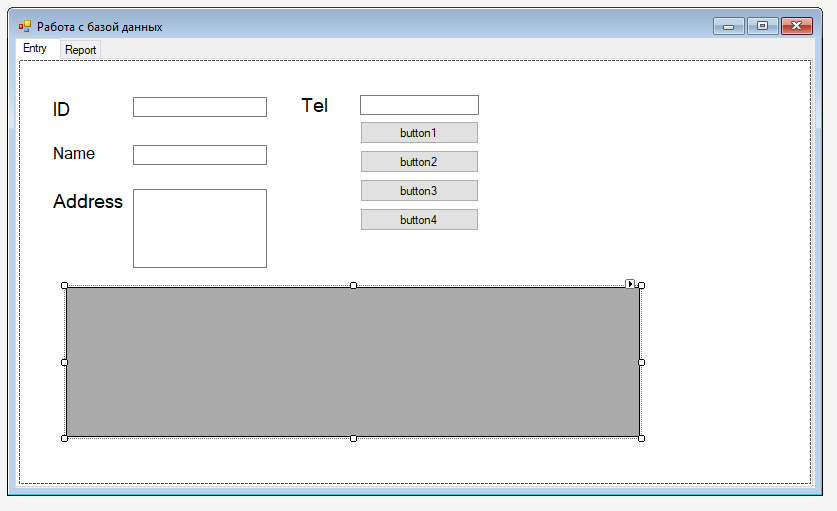 Работа с базой данных
Entry
Report
ID
Tel
button1
Name
button2
Address
button3
button4